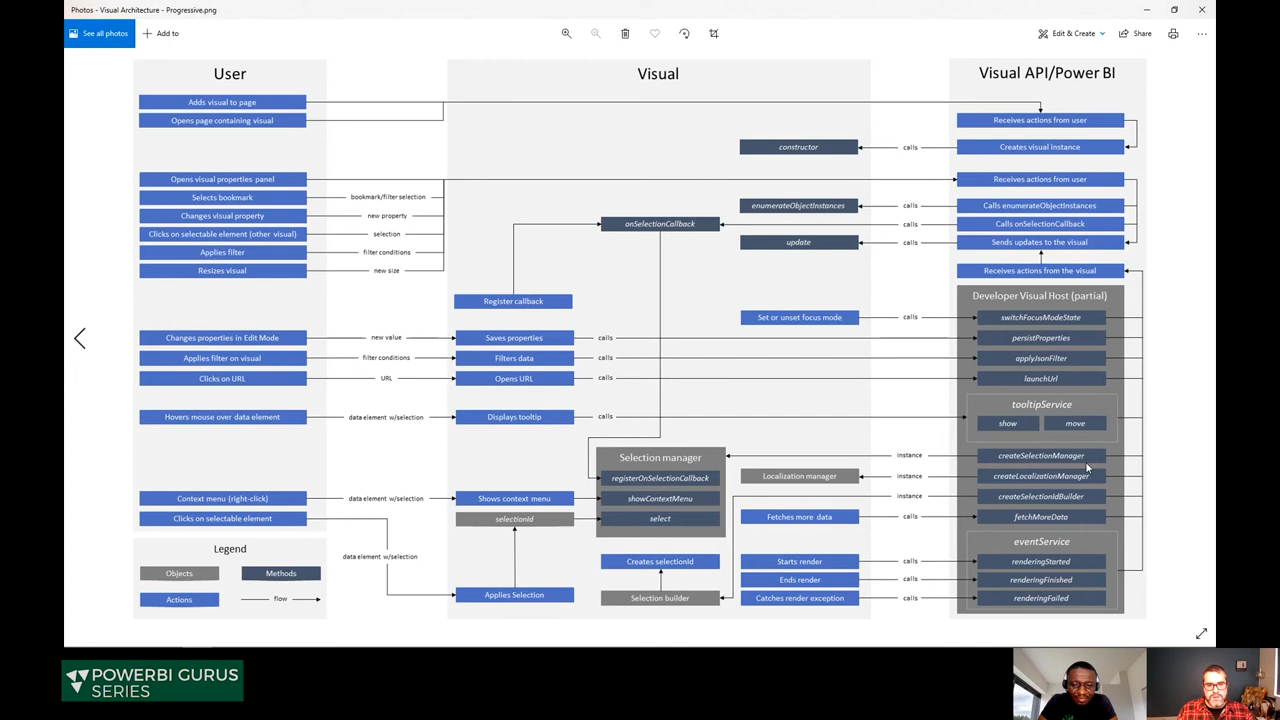 Photos - Visual Architecture - Progressive.png
See all photos
Add to
Edit & Create
Share
User
Visual
Visual API/Power BI
Adds visual to page
Opens page containing visual
Receives actions from user
constructor
calls
Creates visual instance
Opens visual properties panel
Receives actions from user
Selects bookmark
bookmark/filter selection
enumerateObjectInstances
calls
Calls enumerateObjectInstances
Changes visual property
new property
onSelectionCallback
calls
Calls onSelectionCallback
Clicks on selectable element (other visual)
selection
update
calls
Sends updates to the visual
Applies filter
filter conditions
Resizes visual
new size
Receives actions from the visual
Register callback
Developer Visual Host (partial)
Set or unset focus mode
calls
switchFocusModeState
Changes properties in Edit Mode
new value
Saves properties
calls
persistProperties
Applies filter on visual
filter conditions
Filters data
calls
applyJsonFilter
Clicks on URL
URL
Opens URL
calls
launchUrl
tooltipService
Hovers mouse over data element
data element w/selection
Displays tooltip
calls
show
move
Selection manager
instance
createSelectionManager
registerOnSelectionCallback
Localization manager
instance
createLocalizationManager
Context menu (right-click)
data element w/selection
Shows context menu
showContextMenu
instance
createSelectionIdBuilder
Clicks on selectable element
selectionId
select
Fetches more data
calls
fetchMoreData
eventService
Legend
data element w/selection
Creates selectionId
Starts render
calls
renderingStarted
Objects
Methods
Ends render
calls
renderingFinished
Actions
flow
Applies Selection
Selection builder
Catches render exception
calls
renderingFailed
POWERBI GURUS
SERIES